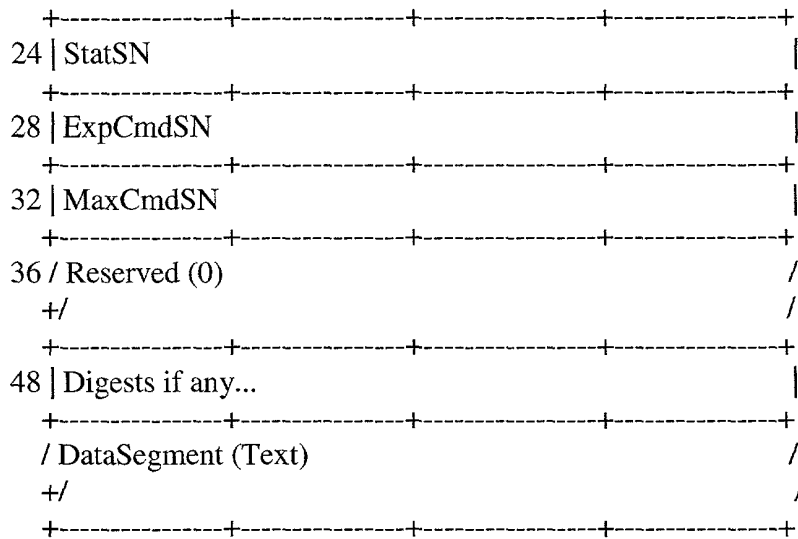 +---------------+---------------+---------------+---------------+
24 | StatSN |
+---------------+---------------+---------------+---------------+
28 | ExpCmdSN |
+---------------+---------------+---------------+---------------+
32 | MaxCmdSN |
+---------------+---------------+---------------+---------------+
36 / Reserved (0) /
+/ /
+---------------+---------------+---------------+---------------+
48 | Digests if any... |
+---------------+---------------+---------------+---------------+
/ DataSegment (Text) /
+/ /
+---------------+---------------+---------------+---------------+